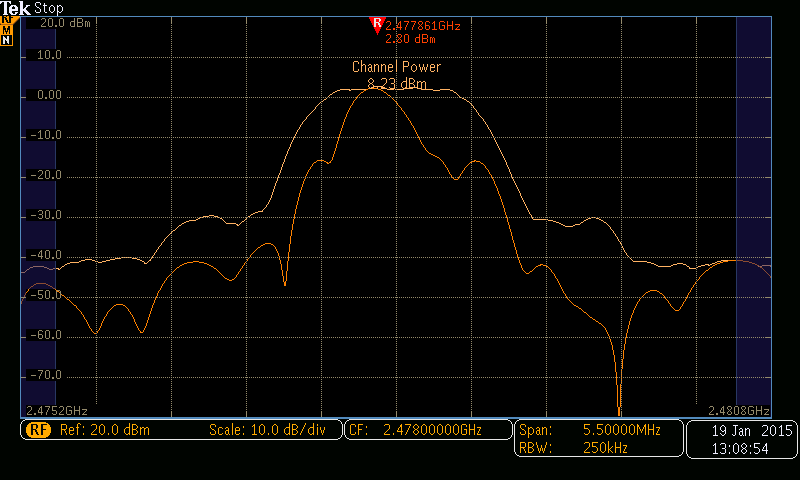 Tek Stop
R
M
N
20.0 dBm
R 2.477861GHz
2.80 dBm
10.0
Channel Power
8.23 dBm
0.00
-10.0
-20.0
-30.0
-40.0
-50.0
-60.0
-70.0
2.4752GHz 2.4808GHz
RF Ref: 20.0 dBm Scale: 10.0 dB/div CF: 2.47800000GHz Span: 5.50000MHz 19 Jan 2015
RBW: 250kHz 13:08:54